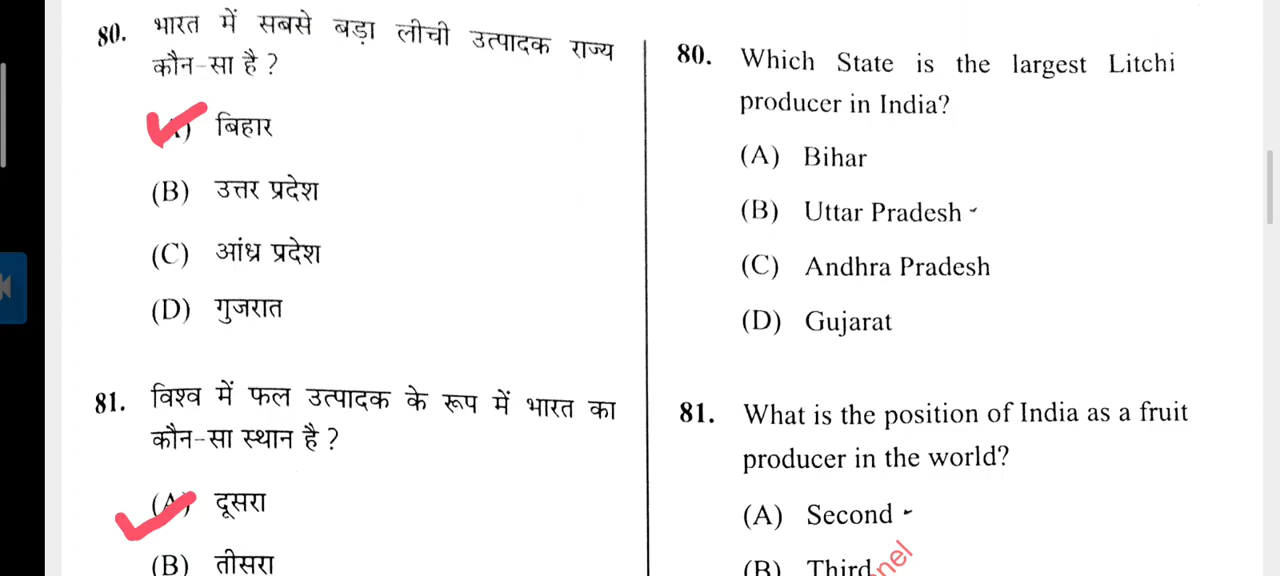 80. भारत में सबसे बड़ा लीची उत्पादक राज्य
कौन-सा है ?
बिहार
(B) उत्तर प्रदेश
(C) आंध्र प्रदेश
(D) गुजरात
81. विश्व में फल उत्पादक के रूप में भारत का
कौन-सा स्थान है ?
(A) दूसरा
(B) तीसरा
80. Which State is the largest Litchi
producer in India?
(A) Bihar
(B) Uttar Pradesh
(C) Andhra Pradesh
(D) Gujarat
81. What is the position of India as a fruit
producer in the world?
(A) Second
(B) Third